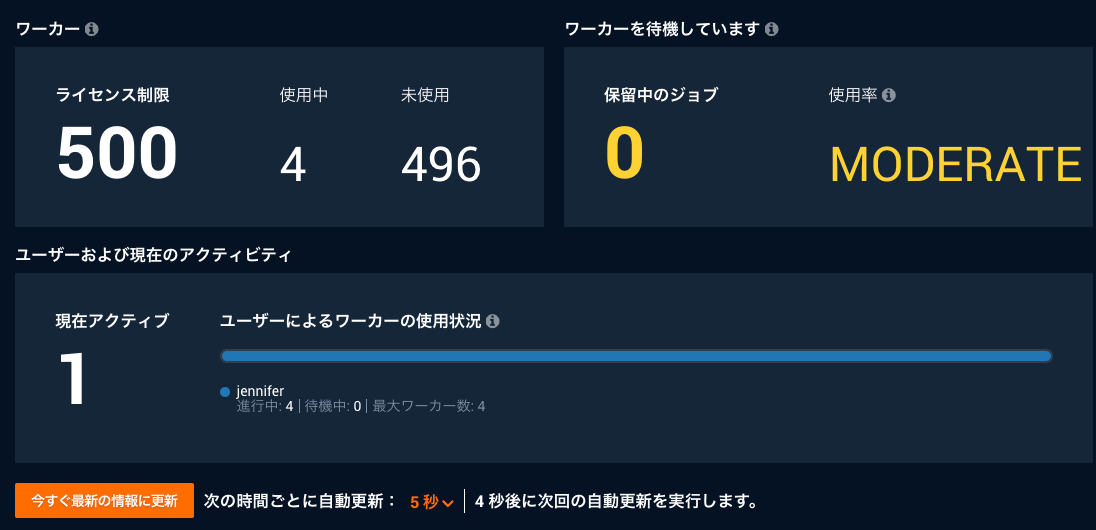 ワーカー
ワーカーを待機しています
ライセンス制限
使用中
未使用
500
4
496
保留中のジョブ
使用率
0
MODERATE
ユーザーおよび現在のアクティビティ
現在アクティブ
ユーザーによるワーカーの使用状況
1
jennifer
進行中: 4 | 待機中: 0 | 最大ワーカー数: 4
今すぐ最新の情報に更新 次の時間ごとに自動更新： 5 秒 | 4 秒後に次回の自動更新を実行します。